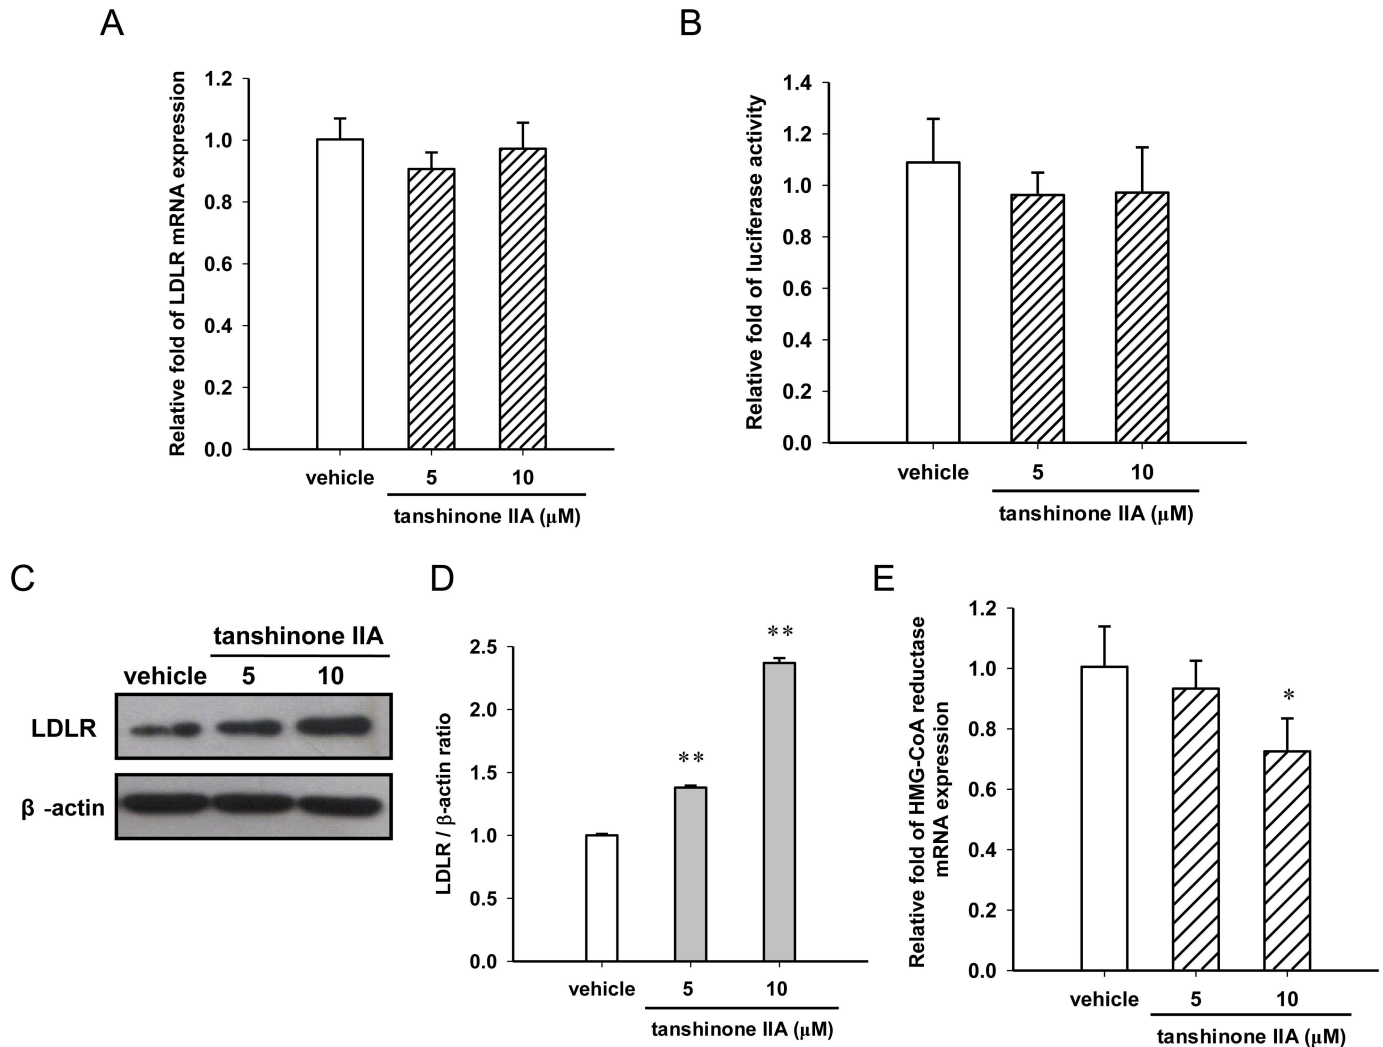 A
Relative fold of LDLR mRNA expression
1.2
1.0
0.8
0.6
0.4
0.2
0.0
vehicle 5 10
tanshinone IIA (μM)
B
Relative fold of luciferase activity
1.4
1.2
1.0
0.8
0.6
0.4
0.2
0.0
vehicle 5 10
tanshinone IIA (μM)
C
tanshinone IIA
vehicle 5 10
LDLR
β -actin
D
LDLR / β-actin ratio
2.5
2.0
1.5
1.0
0.5
0.0
**
**
vehicle 5 10
tanshinone IIA (μM)
E
Relative fold of HMG-CoA reductase
mRNA expression
1.2
1.0
0.8
0.6
0.4
0.2
0.0
*
vehicle 5 10
tanshinone IIA (μM)